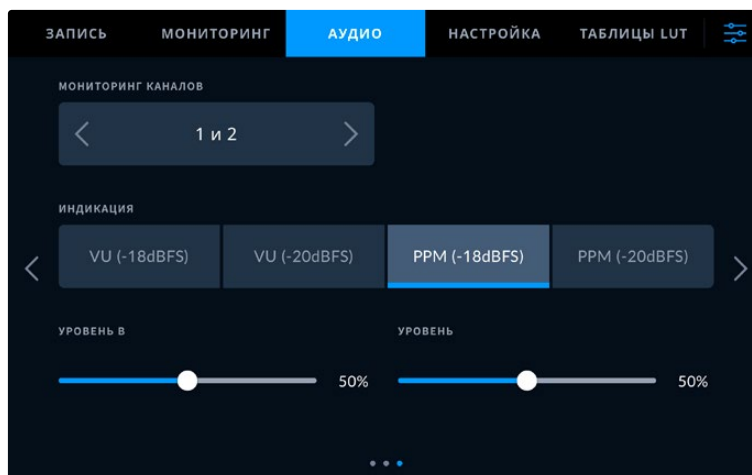 ЗАПИСЬ МОНИТОРИНГ АУДИО НАСТРОЙКА ТАБЛИЦЫ LUT
МОНИТОРИНГ КАНАЛОВ
1 и 2
ИНДИКАЦИЯ
VU (-18dBFS) VU (-20dBFS) PPM (-18dBFS) PPM (-20dBFS)
УРОВЕНЬ В УРОВЕНЬ
50% 50%